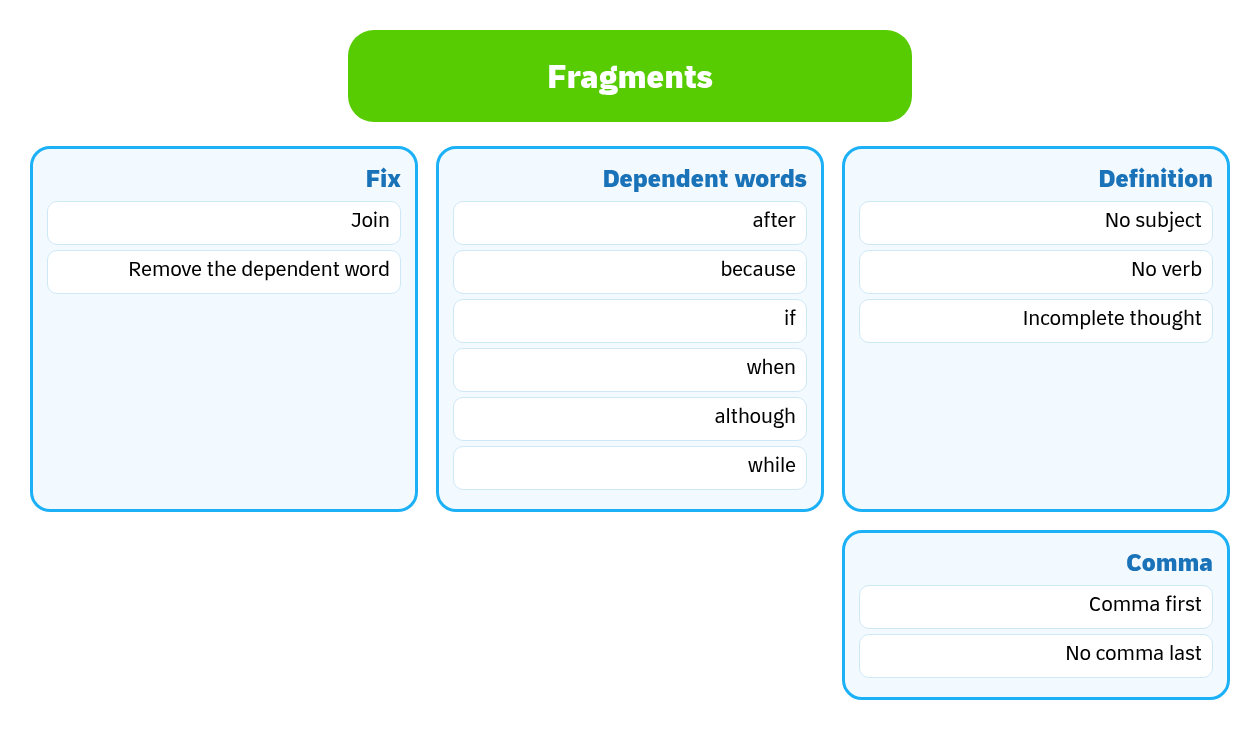 Fragments
Definition
No subject
No verb
Incomplete thought
Dependent words
after
because
if
when
although
while
Fix
Join
Remove the dependent word
Comma
Comma first
No comma last